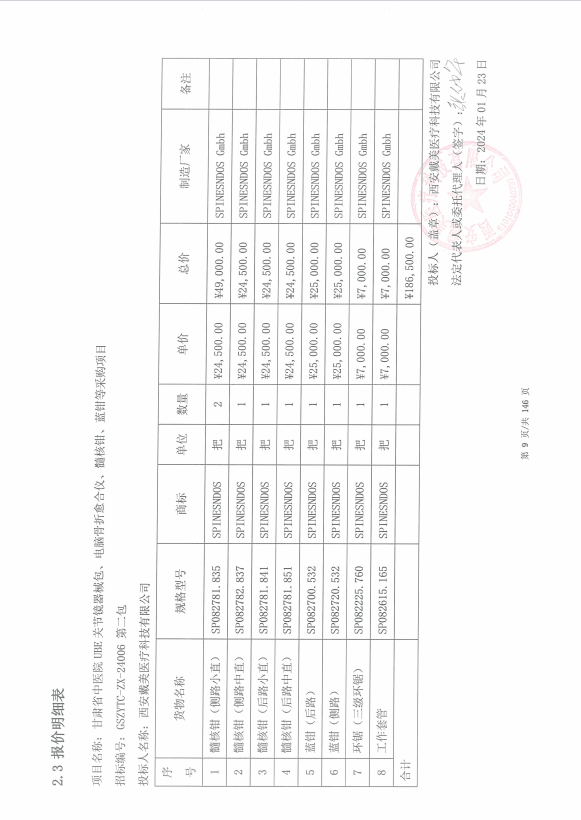 2.3 报价明细表
项目名称：甘肃省中医院 UBE 关节镜器械包、电脑骨折愈合仪、髓核钳、蓝钳等采购项目
招标编号：GSZYTC-ZX-24006 第二包
投标人名称：西安戴美医疗科技有限公司
序号 货物名称 规格型号 商标 单位 数量 单价 总价 制造厂家 备注
1 髓核钳（侧路小直） SP082781.835 SPINESNDOS 把 2 ¥24,500.00 ¥49,000.00 SPINESNDOS Gmbh
2 髓核钳（侧路中直） SP082782.837 SPINESNDOS 把 1 ¥24,500.00 ¥24,500.00 SPINESNDOS Gmbh
3 髓核钳（后路小直） SP082781.841 SPINESNDOS 把 1 ¥24,500.00 ¥24,500.00 SPINESNDOS Gmbh
4 髓核钳（后路中直） SP082781.851 SPINESNDOS 把 1 ¥24,500.00 ¥24,500.00 SPINESNDOS Gmbh
5 蓝钳（后路） SP082700.532 SPINESNDOS 把 1 ¥25,000.00 ¥25,000.00 SPINESNDOS Gmbh
6 蓝钳（侧路） SP082720.532 SPINESNDOS 把 1 ¥25,000.00 ¥25,000.00 SPINESNDOS Gmbh
7 环锯（三级环锯） SP082225.760 SPINESNDOS 把 1 ¥7,000.00 ¥7,000.00 SPINESNDOS Gmbh
8 工作套管 SP082615.165 SPINESNDOS 把 1 ¥7,000.00 ¥7,000.00 SPINESNDOS Gmbh
合计 ¥186,500.00
投标人（盖章）：西安戴美医疗科技有限公司
法定代表人或委托代理人（签字）：
日期：2024 年 01 月 23 日
第 9 页/共 146 页